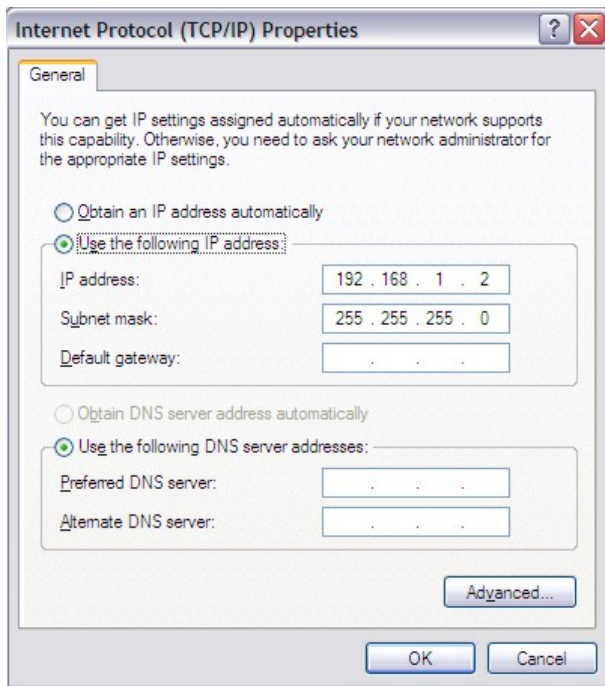 Internet Protocol (TCP/IP) Properties
General
You can get IP settings assigned automatically if your network supports
this capability. Otherwise, you need to ask your network administrator for
the appropriate IP settings.
Obtain an IP address automatically
Use the following IP address:
IP address: 192 . 168 . 1 . 2
Subnet mask: 255 . 255 . 255 . 0
Default gateway: . . .
Obtain DNS server address automatically
Use the following DNS server addresses:
Preferred DNS server: . . .
Alternate DNS server: . . .
Advanced...
OK Cancel